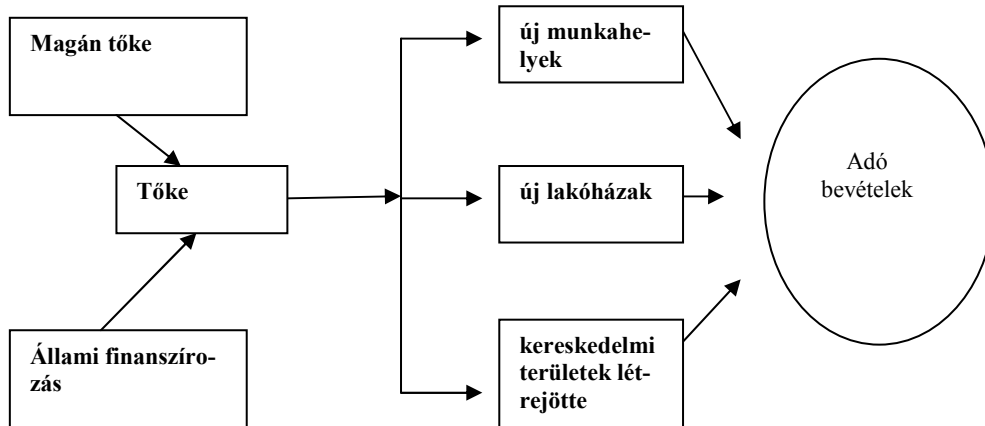 Magán tőke
Tőke
Állami finanszíro-
zás
új munkahe-
lyek
új lakóházak
kereskedelmi
területek lét-
rejötte
Adó
bevételek